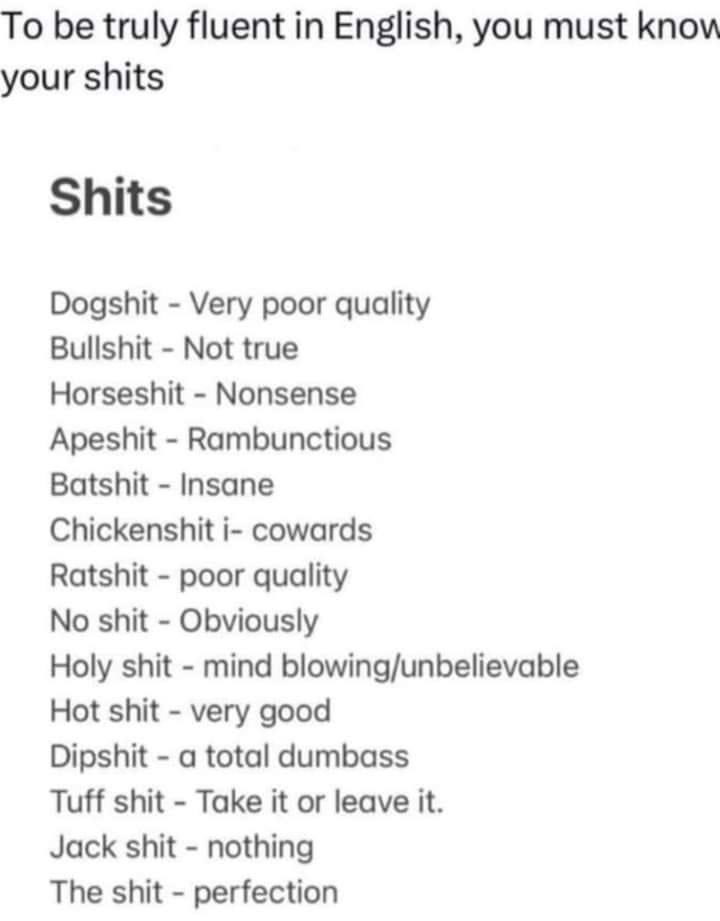 To be truly fluent in English, you must know
your shits
Shits
Dogshit - Very poor quality
Bullshit - Not true
Horseshit - Nonsense
Apeshit - Rambunctious
Batshit - Insane
Chickenshit i- cowards
Ratshit - poor quality
No shit - Obviously
Holy shit - mind blowing/unbelievable
Hot shit - very good
Dipshit - a total dumbass
Tuff shit - Take it or leave it.
Jack shit - nothing
The shit - perfection